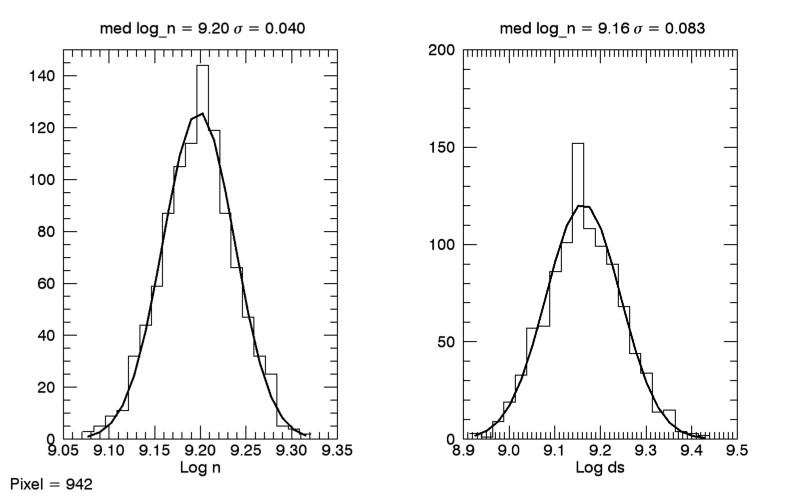 med log_n = 9.20 σ = 0.040
140
120
100
80
60
40
20
0
9.05 9.10 9.15 9.20 9.25 9.30 9.35
Log n
med log_n = 9.16 σ = 0.083
200
150
100
50
0
8.9 9.0 9.1 9.2 9.3 9.4 9.5
Log ds
Pixel = 942